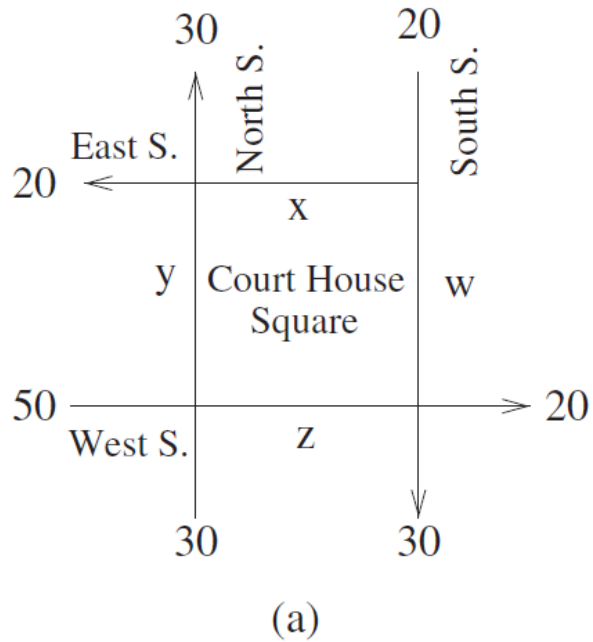 30
20
North S.
South S.
East S.
20
x
y
Court House
Square
w
50
20
West S.
z
30
30
(a)